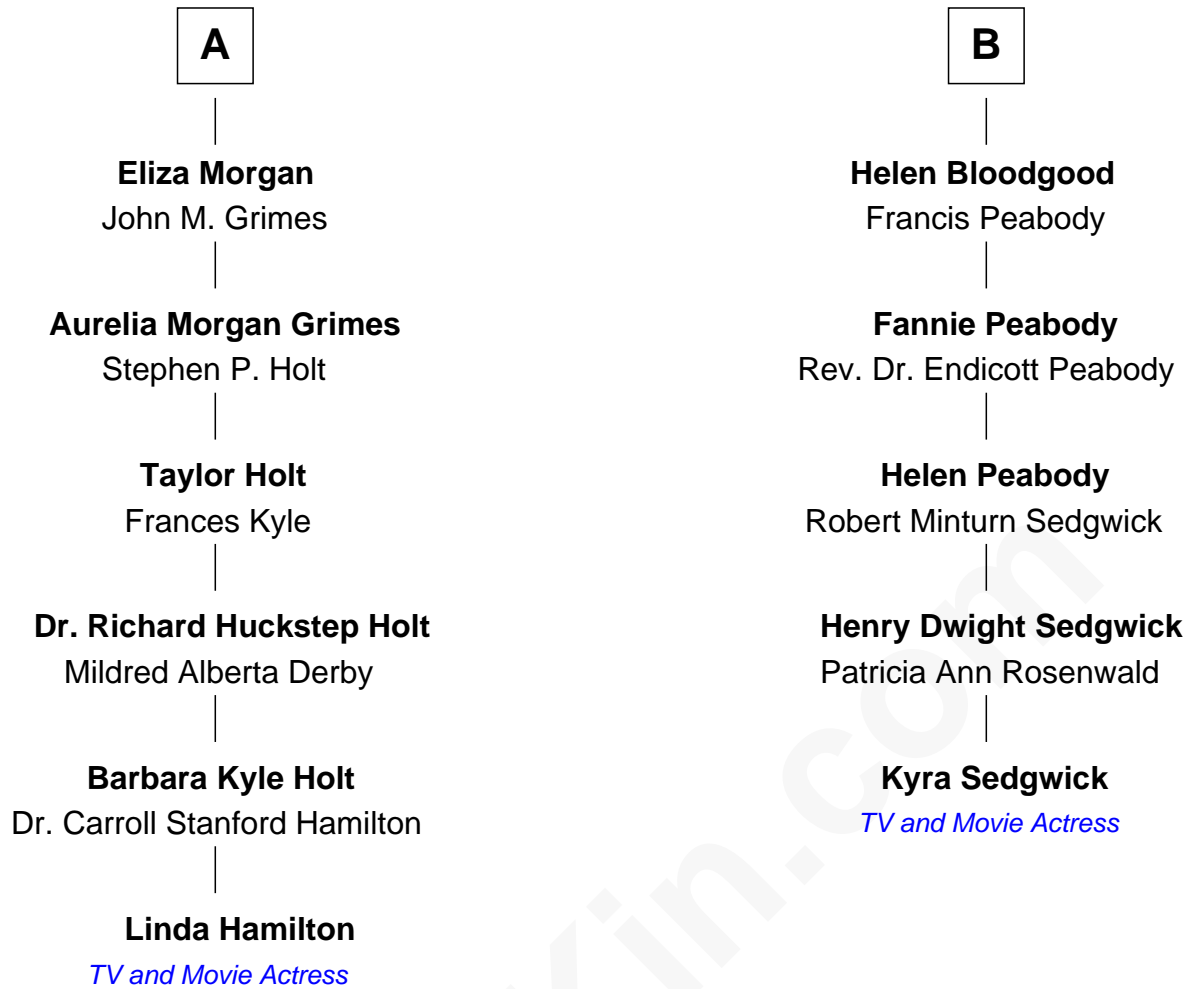 A
Eliza Morgan
John M. Grimes
Aurelia Morgan Grimes
Stephen P. Holt
Taylor Holt
Frances Kyle
Dr. Richard Huckstep Holt
Mildred Alberta Derby
Barbara Kyle Holt
Dr. Carroll Stanford Hamilton
Linda Hamilton
TV and Movie Actress
B
Helen Bloodgood
Francis Peabody
Fannie Peabody
Rev. Dr. Endicott Peabody
Helen Peabody
Robert Minturn Sedgwick
Henry Dwight Sedgwick
Patricia Ann Rosenwald
Kyra Sedgwick
TV and Movie Actress
Kin.com